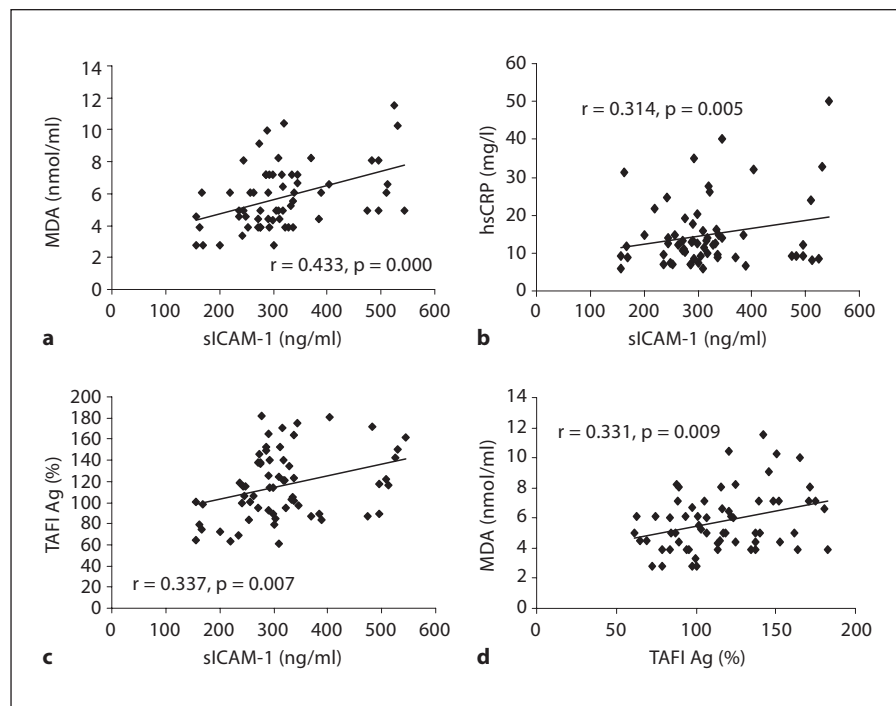 14
12
10
8
6
4
2
0
MDA (nmol/ml)
r = 0.433, p = 0.000
0 100 200 300 400 500 600
a sICAM-1 (ng/ml)
60
50
40
30
20
10
0
hsCRP (mg/l)
r = 0.314, p = 0.005
0 100 200 300 400 500 600
b sICAM-1 (ng/ml)
200
180
160
140
120
100
80
60
40
20
0
TAFI Ag (%)
r = 0.337, p = 0.007
0 100 200 300 400 500 600
c sICAM-1 (ng/ml)
14
12
10
8
6
4
2
0
MDA (nmol/ml)
r = 0.331, p = 0.009
0 50 100 150 200
d TAFI Ag (%)